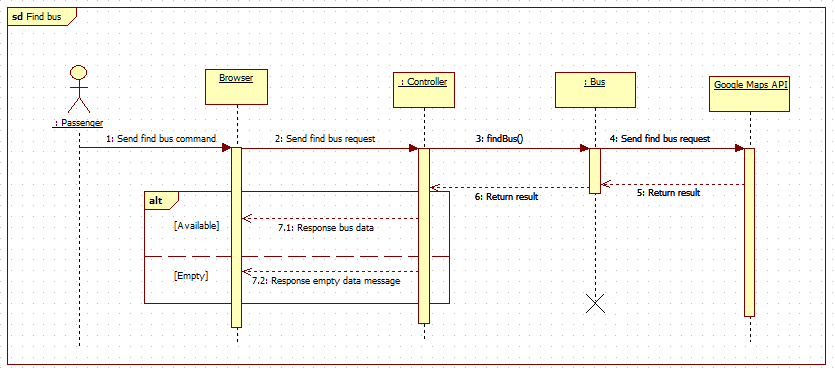 sd Find bus
Browser
: Controller
: Bus
Google Maps API
: Passenger
1: Send find bus command
2: Send find bus request
3: findBus()
4: Send find bus request
5: Return result
6: Return result
alt
[Available]
7.1: Response bus data
[Empty]
7.2: Response empty data message